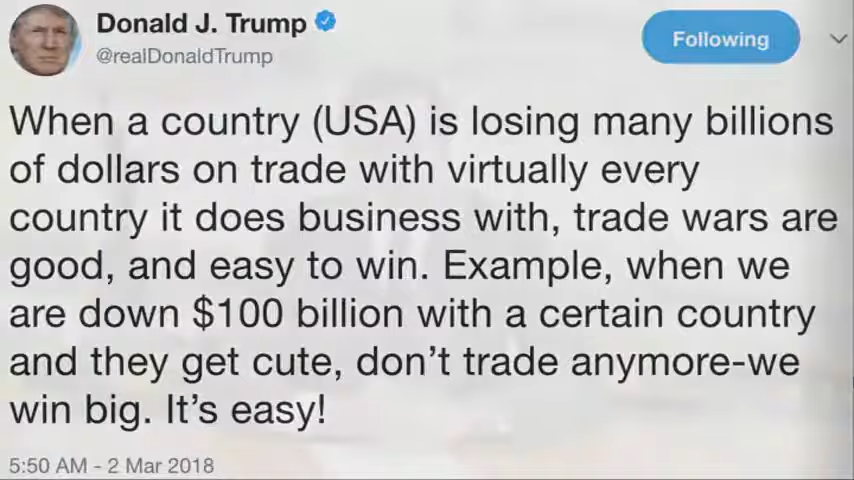 Donald J. Trump
@realDonaldTrump
Following
When a country (USA) is losing many billions
of dollars on trade with virtually every
country it does business with, trade wars are
good, and easy to win. Example, when we
are down $100 billion with a certain country
and they get cute, don’t trade anymore-we
win big. It’s easy!
5:50 AM - 2 Mar 2018